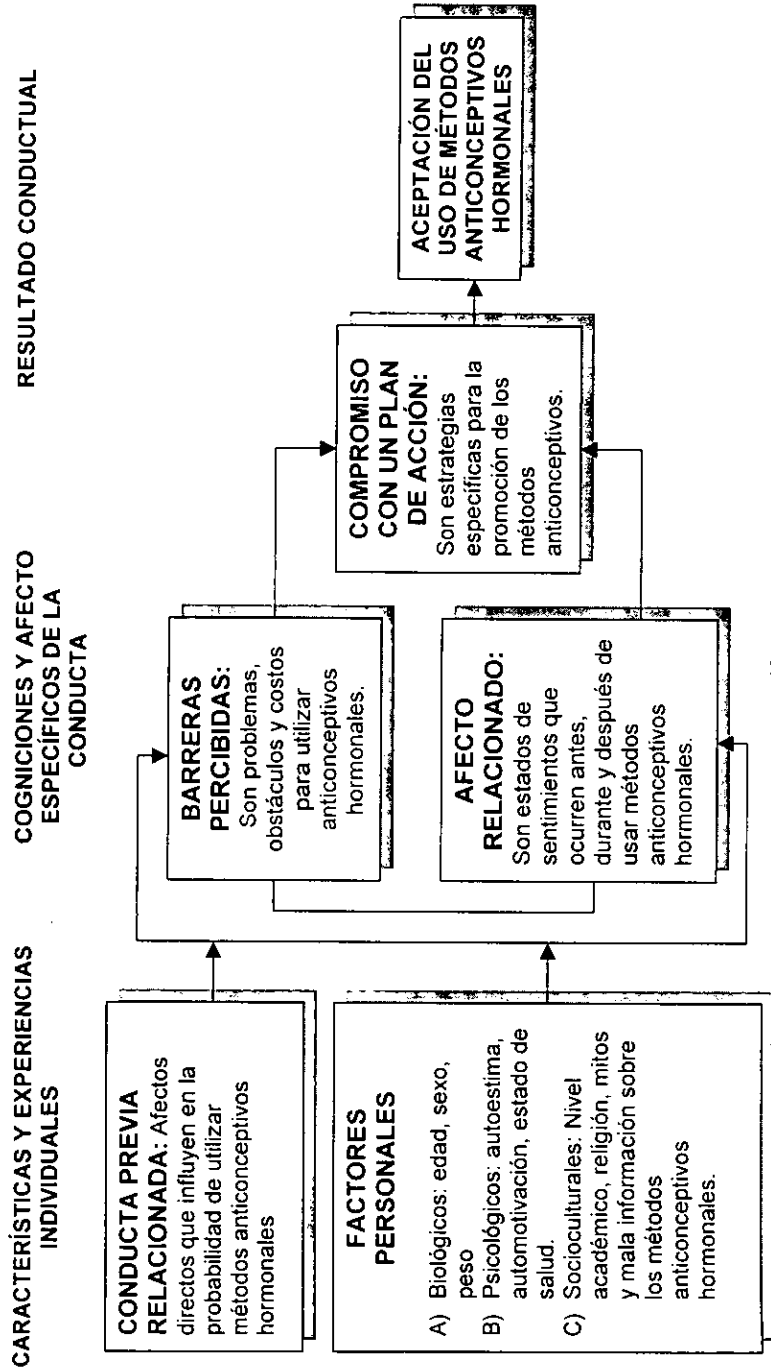 CARACTERÍSTICAS Y EXPERIENCIAS
INDIVIDUALES
CONDUCTA PREVIA
RELACIONADA: Afectos
directos que influyen en la
probabilidad de utilizar
métodos anticonceptivos
hormonales
FACTORES
PERSONALES
A) Biológicos: edad, sexo,
peso
B) Psicológicos: autoestima,
automotivación, estado de
salud.
C) Socioculturales: Nivel
académico, religión, mitos
y mala información sobre
los método
anticonceptivos
hormonales.
COGNICIONES Y AFECTO
ESPECÍFICOS DE LA
CONDUCTA
BARRERAS
PERCIBIDAS:
Son problemas,
obstáculos y costos
para utilizar
anticonceptivos
hormonales.
AFECTO
RELACIONADO:
Son estados de
sentimientos que
ocurren antes,
durante y después de
usar métodos
anticonceptivos
hormonales.
COMPROMISO
CON UN PLAN
DE ACCIÓN:
Son estrategias
específicas para la
promoción de los
métodos
anticonceptivos.
RESULTADO CONDUCTUAL
ACEPTACIÓN DEL
USO DE MÉTODOS
ANTICONCEPTIVOS
HORMONALES